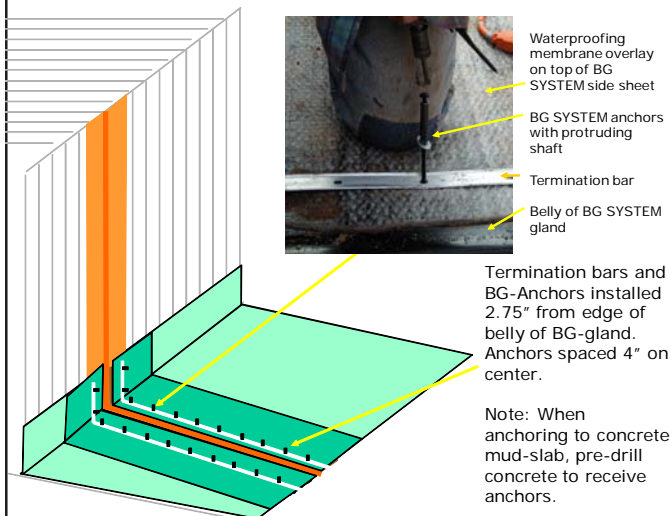 Waterproofing
membrane overlay
on top of BG
SYSTEM side sheet
BG SYSTEM anchors
with protruding
shaft
Termination bar
Belly of BG SYSTEM
gland
Termination bars and
BG-Anchors installed
2.75” from edge of
belly of BG-gland.
Anchors spaced 4” on
center.
Note: When
anchoring to concrete
mud-slab, pre-drill
concrete to receive
anchors.